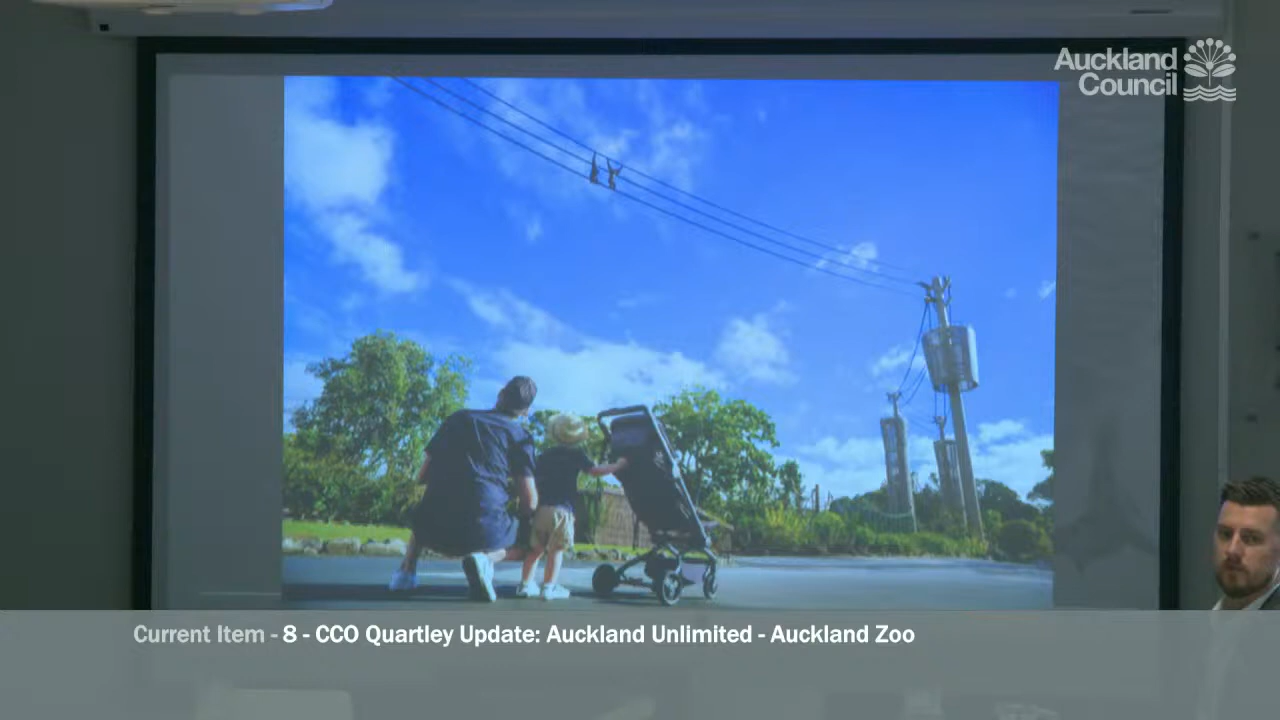 Auckland
Council
Current Item - 8 - CCO Quartley Update: Auckland Unlimited - Auckland Zoo